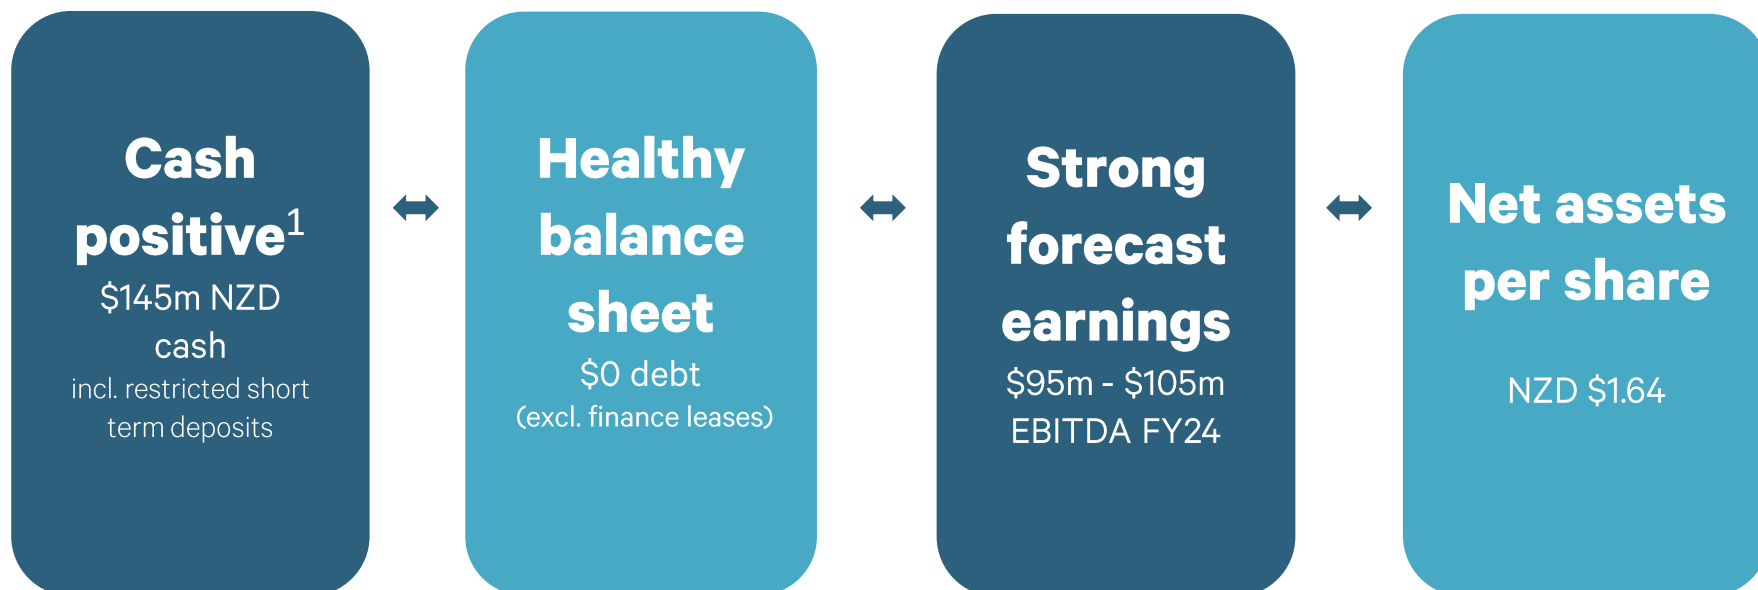 Cash
positive1
$145m NZD
cash
incl. restricted short
term deposits
Healthy
balance
sheet
$0 debt
(excl. finance leases)
Strong
forecast
earnings
$95m - $105m
EBITDA FY24
Net assets
per share
NZD $1.64